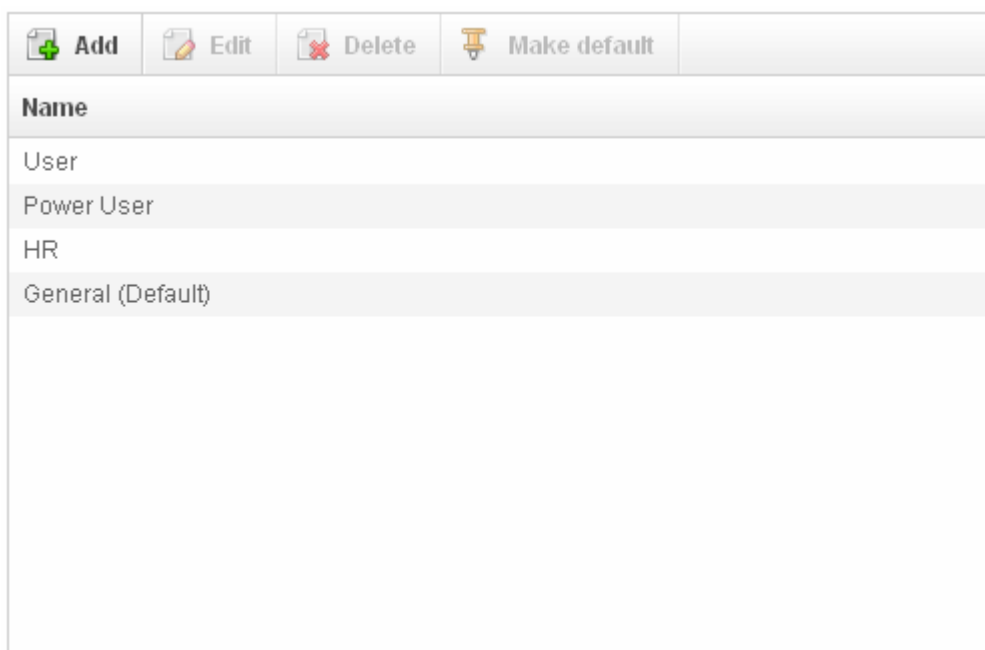 Add Edit Delete Make default
Name
User
Power User
HR
General (Default)